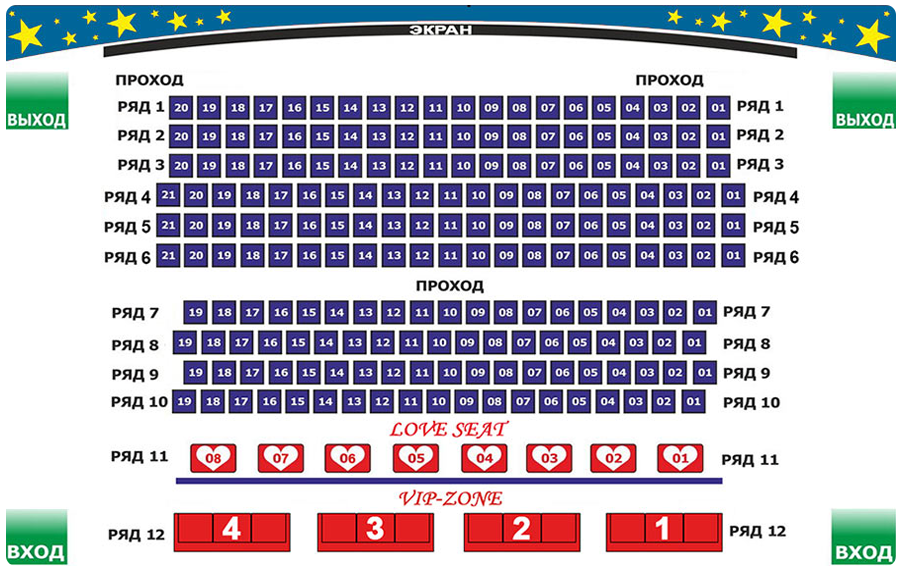 ЭКРАН
ПРОХОД ПРОХОД
ВЫХОД ВЫХОД
РЯД 1 20 19 18 17 16 15 14 13 12 11 10 09 08 07 06 05 04 03 02 01 РЯД 1
РЯД 2 20 19 18 17 16 15 14 13 12 11 10 09 08 07 06 05 04 03 02 01 РЯД 2
РЯД 3 20 19 18 17 16 15 14 13 12 11 10 09 08 07 06 05 04 03 02 01 РЯД 3
РЯД 4 21 20 19 18 17 16 15 14 13 12 11 10 09 08 07 06 05 04 03 02 01 РЯД 4
РЯД 5 21 20 19 18 17 16 15 14 13 12 11 10 09 08 07 06 05 04 03 02 01 РЯД 5
РЯД 6 21 20 19 18 17 16 15 14 13 12 11 10 09 08 07 06 05 04 03 02 01 РЯД 6
ПРОХОД
РЯД 7 19 18 17 16 15 14 13 12 11 10 09 08 07 06 05 04 03 02 01 РЯД 7
РЯД 8 19 18 17 16 15 14 13 12 11 10 09 08 07 06 05 04 03 02 01 РЯД 8
РЯД 9 19 18 17 16 15 14 13 12 11 10 09 08 07 06 05 04 03 02 01 РЯД 9
РЯД 10 19 18 17 16 15 14 13 12 11 10 09 08 07 06 05 04 03 02 01 РЯД 10
LOVE SEAT
РЯД 11 08 07 06 05 04 03 02 01 РЯД 11
VIP-ZONE
РЯД 12 4 3 2 1 РЯД 12
ВХОД ВХОД